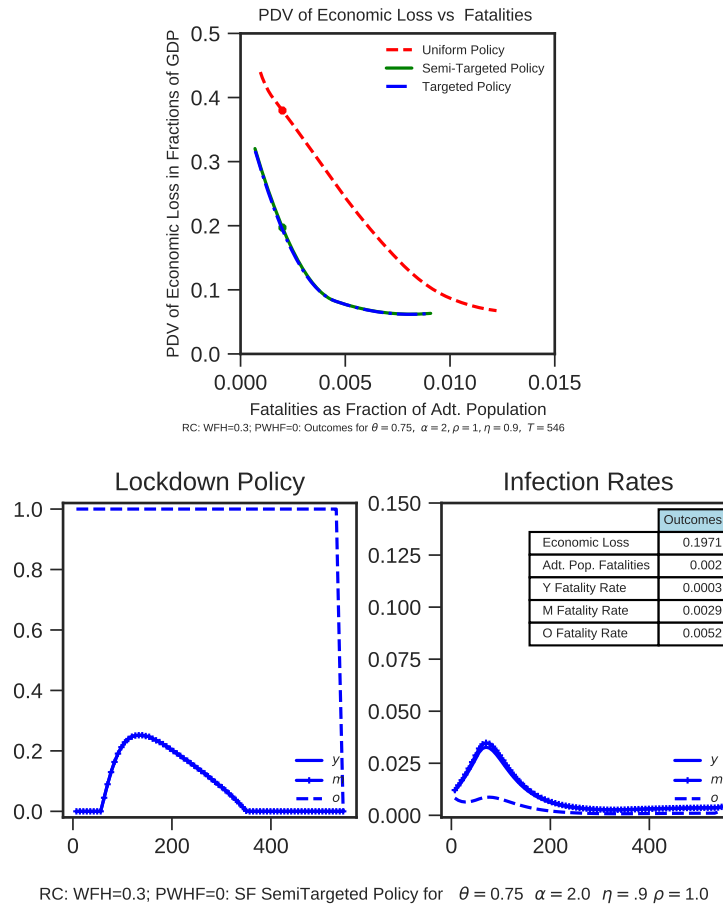 PDV of Economic Loss vs Fatalities
PDV of Economic Loss in Fractions of GDP
0.5
0.4
0.3
0.2
0.1
0.0
Uniform Policy
Semi-Targeted Policy
Targeted Policy
0.000 0.005 0.010 0.015
Fatalities as Fraction of Adt. Population
RC: WFH=0.3; PWHF=0: Outcomes for θ = 0.75, α = 2, ρ = 1, η = 0.9, T = 546
Lockdown Policy
1.0
0.8
0.6
0.4
0.2
0.0
y
m
o
0 200 400
Infection Rates
0.150
0.125
0.100
0.075
0.050
0.025
0.000
Outcomes
Economic Loss 0.1971
Adt. Pop. Fatalities 0.002
Y Fatality Rate 0.0003
M Fatality Rate 0.0029
O Fatality Rate 0.0052
y
m
o
0 200 400
RC: WFH=0.3; PWHF=0: SF SemiTargeted Policy for θ = 0.75 α = 2.0 η = .9 ρ = 1.0